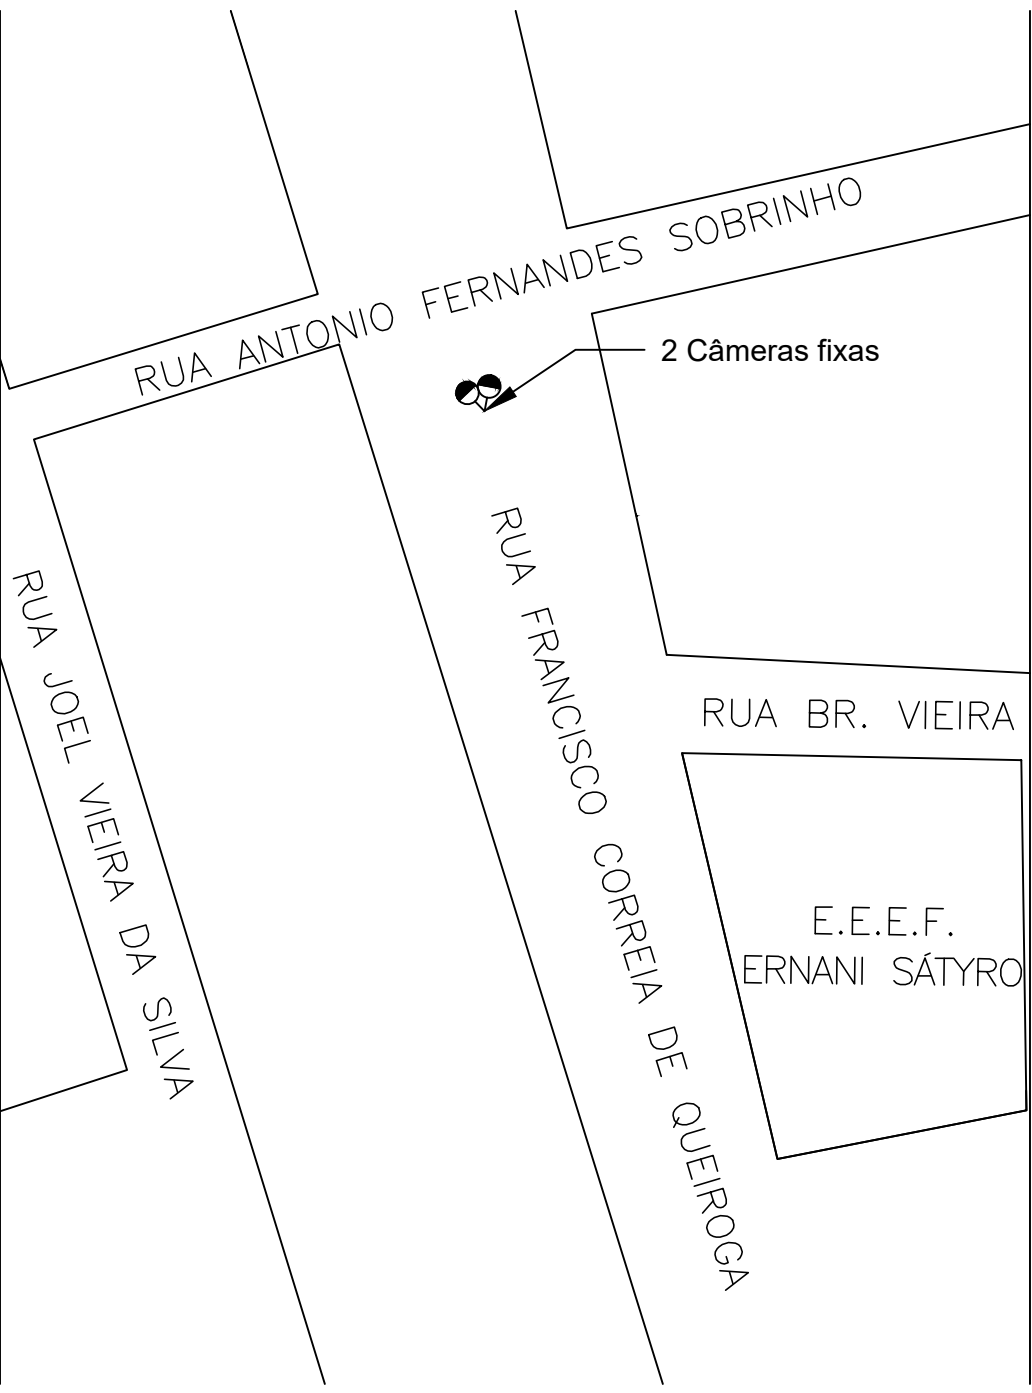 RUA ANTONIO FERNANDES SOBRINHO
2 Câmeras fixas
RUA FRANCISCO CORREIA DE QUEIROGA
RUA JOEL VIEIRA DA SILVA
RUA BR. VIEIRA
E.E.E.F.
ERNANI SÁTYRO